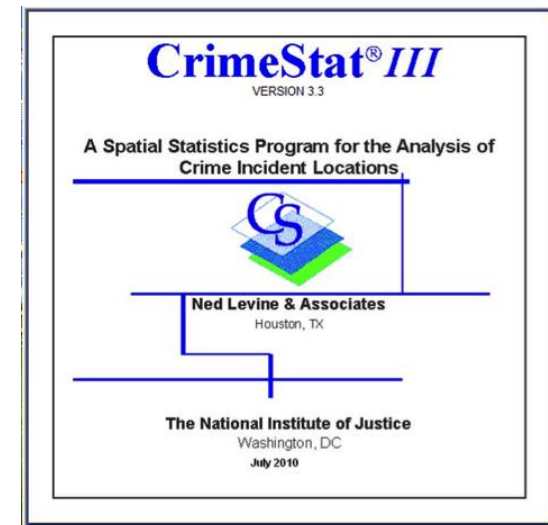 CrimeStat®III
VERSION 3.3
A Spatial Statistics Program for the Analysis of
Crime Incident Locations
CS
Ned Levine & Associates
Houston, TX
The National Institute of Justice
Washington, DC
July 2010